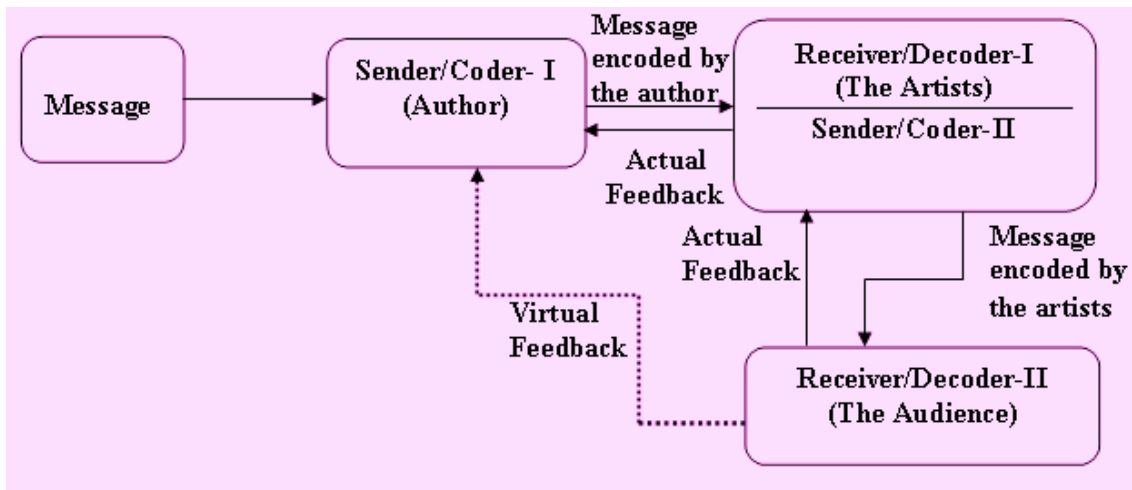 Message
Sender/Coder- I
(Author)
Message
encoded by
the author
Receiver/Decoder-I
(The Artists)
Sender/Coder-II
Actual
Feedback
Actual
Feedback
Message
encoded by
the artists
Virtual
Feedback
Receiver/Decoder-II
(The Audience)